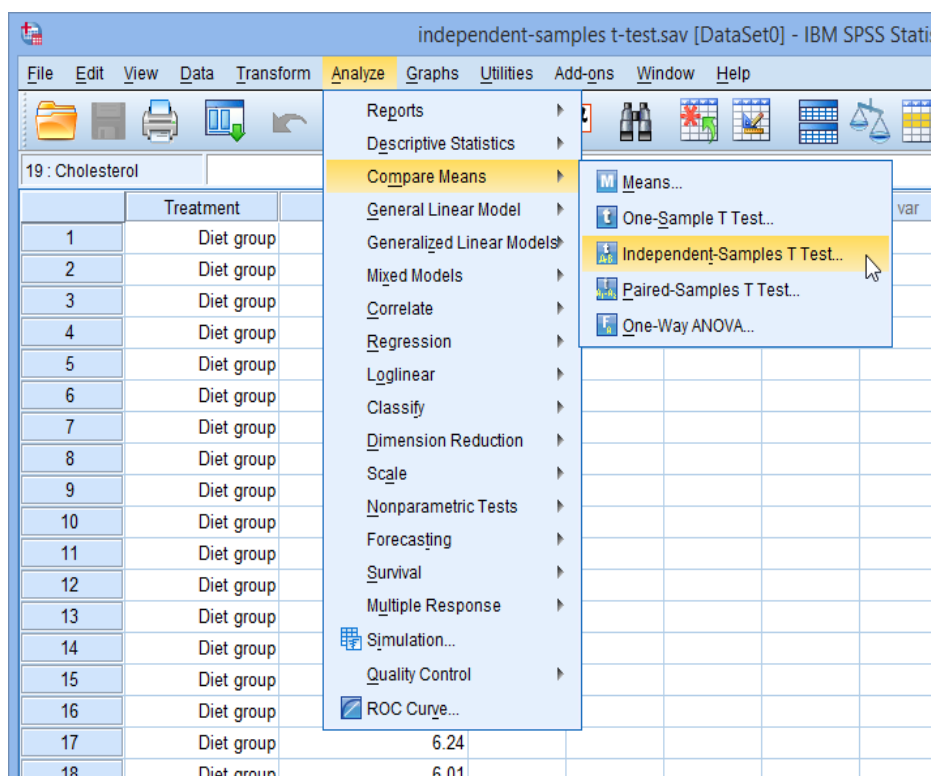 independent-samples t-test.sav [DataSet0] - IBM SPSS Stati
File Edit View Data Transform Analyze Graphs Utilities Add-ons Window Help
19 : Cholesterol
Treatment
var
Reports
Descriptive Statistics
Compare Means
General Linear Model
Generalized Linear Models
Mixed Models
Correlate
Regression
Loglinear
Classify
Dimension Reduction
Scale
Nonparametric Tests
Forecasting
Survival
Multiple Response
Simulation...
Quality Control
ROC Curve...
Means...
One-Sample T Test...
Independent-Samples T Test...
Paired-Samples T Test...
One-Way ANOVA...
1 Diet group
2 Diet group
3 Diet group
4 Diet group
5 Diet group
6 Diet group
7 Diet group
8 Diet group
9 Diet group
10 Diet group
11 Diet group
12 Diet group
13 Diet group
14 Diet group
15 Diet group
16 Diet group
17 Diet group 6.24
18 Diet group 6.01